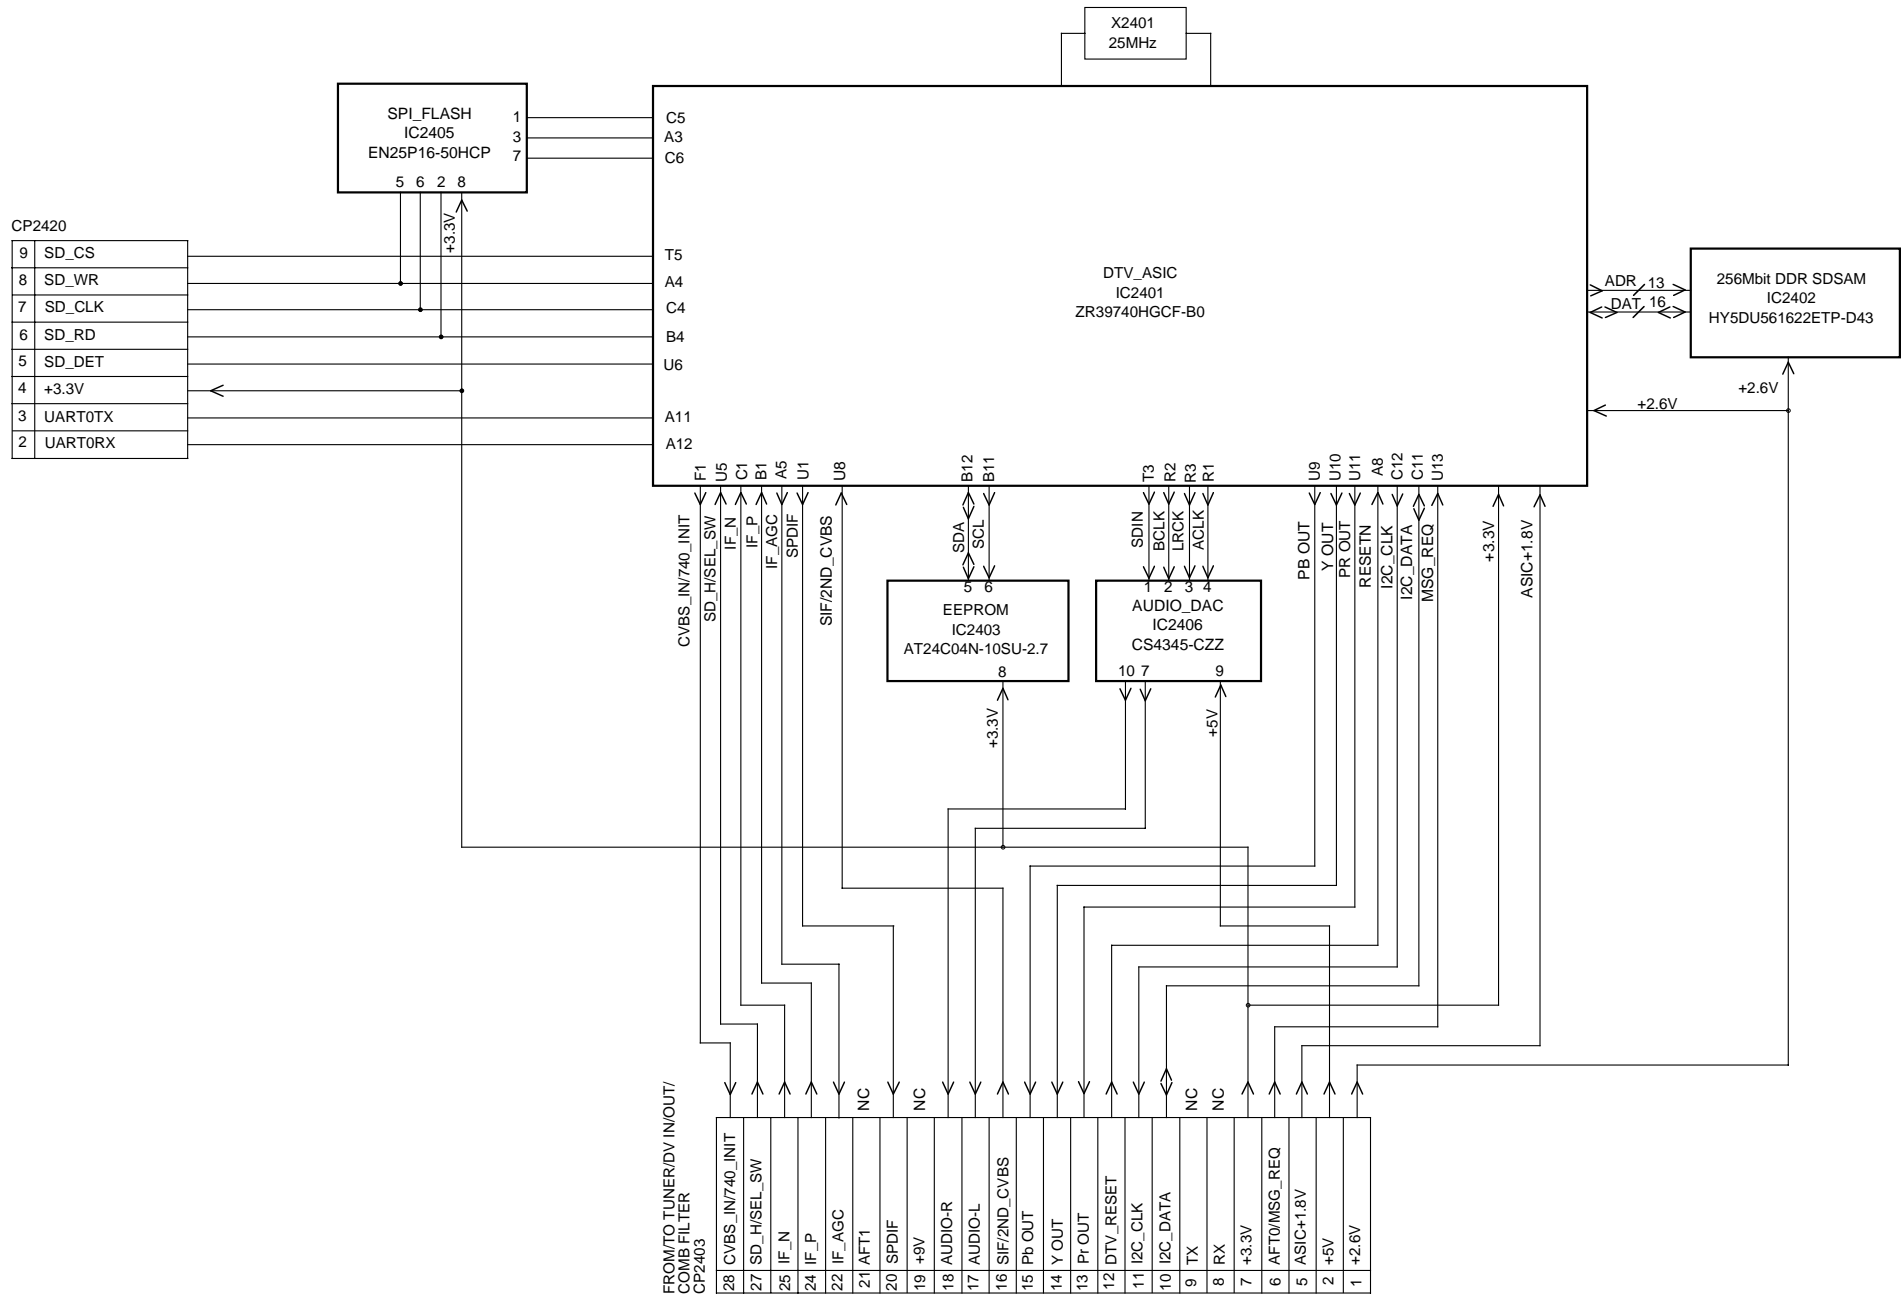 X2401
25MHz
SPI_FLASH
IC2405
EN25P16-50HCP
1
3
7
5 6 2 8
+3.3V
C5
A3
C6
CP2420
9 SD_CS
8 SD_WR
7 SD_CLK
6 SD_RD
5 SD_DET
4 +3.3V
3 UART0TX
2 UART0RX
T5
A4
C4
B4
U6
A11
A12
DTV_ASIC
IC2401
ZR39740HGCF-B0
ADR 13
DAT 16
256Mbit DDR SDSAM
IC2402
HY5DU561622ETP-D43
+2.6V
+2.6V
F1
U5
C1
B1
A5
U1
U8
B12
B11
T3
R2
R3
R1
U9
U10
U11
A8
C12
C11
U13
CVBS_IN/740_INIT
SD_H/SEL_SW
IF_N
IF_P
IF_AGC
SPDIF
SIF/2ND_CVBS
SDA
SCL
SDIN
BCLK
LRCK
ACLK
PB OUT
Y OUT
PR OUT
RESETN
I2C_CLK
I2C_DATA
MSG_REQ
+3.3V
ASIC+1.8V
5 6
EEPROM
IC2403
AT24C04N-10SU-2.7
8
+3.3V
1 2 3 4
AUDIO_DAC
IC2406
CS4345-CZZ
10 7 9
+5V
FROM/TO TUNER/DV IN/OUT/
COMB FILTER
CP2403
NC
NC
NC
NC
28 CVBS_IN/740_INIT
27 SD_H/SEL_SW
25 IF_N
24 IF_P
22 IF_AGC
21 AFT1
20 SPDIF
19 +9V
18 AUDIO-R
17 AUDIO-L
16 SIF/2ND_CVBS
15 Pb OUT
14 Y OUT
13 Pr OUT
12 DTV_RESET
11 I2C_CLK
10 I2C_DATA
9 TX
8 RX
7 +3.3V
6 AFT0/MSG_REQ
5 ASIC+1.8V
2 +5V
1 +2.6V